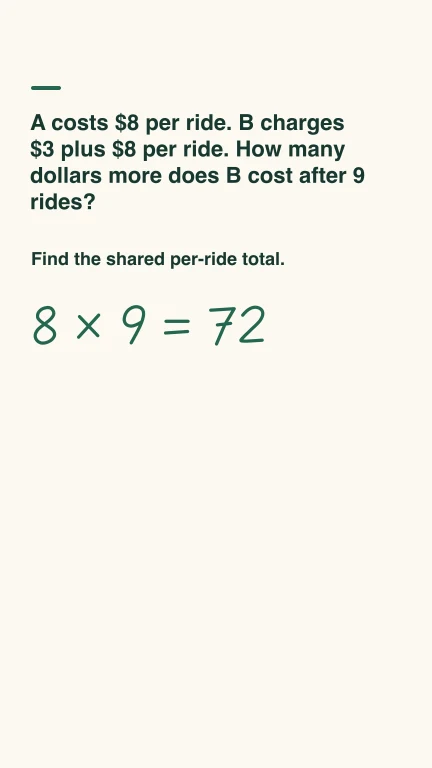 A costs $8 per ride. B charges
$3 plus $8 per ride. How many
dollars more does B cost after 9
rides?
Find the shared per-ride total.
8 × 9 = 72